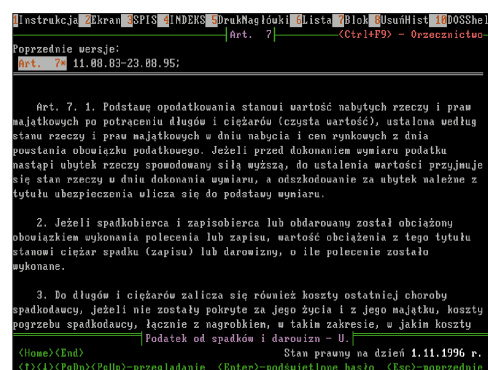 1Instrukcja 2Ekran 3SPIS 4INDEKS 5DrukNagłówki 6Lista 7Blok 8UsuńHist 10DOSShel
Art. 7 <Ctrl+F9> - Orzecznictwo
Poprzednie wersje:
Art. 7* 11.08.83-23.08.95;
Art. 7. 1. Podstawę opodatkowania stanowi wartość nabytych rzeczy i praw
majątkowych po potrąceniu długów i ciężarów (czysta wartość), ustalona według
stanu rzeczy i praw majątkowych w dniu nabycia i cen rynkowych z dnia
powstania obowiązku podatkowego. Jeżeli przed dokonaniem wymiaru podatku
nastąpi ubytek rzeczy spowodowany siłą wyższą, do ustalenia wartości przyjmuje
się stan rzeczy w dniu dokonania wymiaru, a odszkodowanie za ubytek należne z
tytułu ubezpieczenia wlicza się do podstawy wymiaru.
2. Jeżeli spadkobierca i zapisobierca lub obdarowany został obciążony
obowiązkiem wykonania polecenia lub zapisu, wartość obciążenia z tego tytułu
stanowi ciężar spadku (zapisu) lub darowizny, o ile polecenie zostało
wykonane.
3. Do długów i ciężarów zalicza się również koszty ostatniej choroby
spadkodawcy, jeżeli nie zostały pokryte za jego życia i z jego majątku, koszty
pogrzebu spadkodawcy, łącznie z nagrobkiem, w takim zakresie, w jakim koszty
Podatek od spadków i darowizn - U.
<Home><End> Stan prawny na dzień 1.11.1996 r.
<↑><↓><PgDn><PgUp>-przeglądanie <Enter>-podświetlone hasło <Esc>-poprzednie